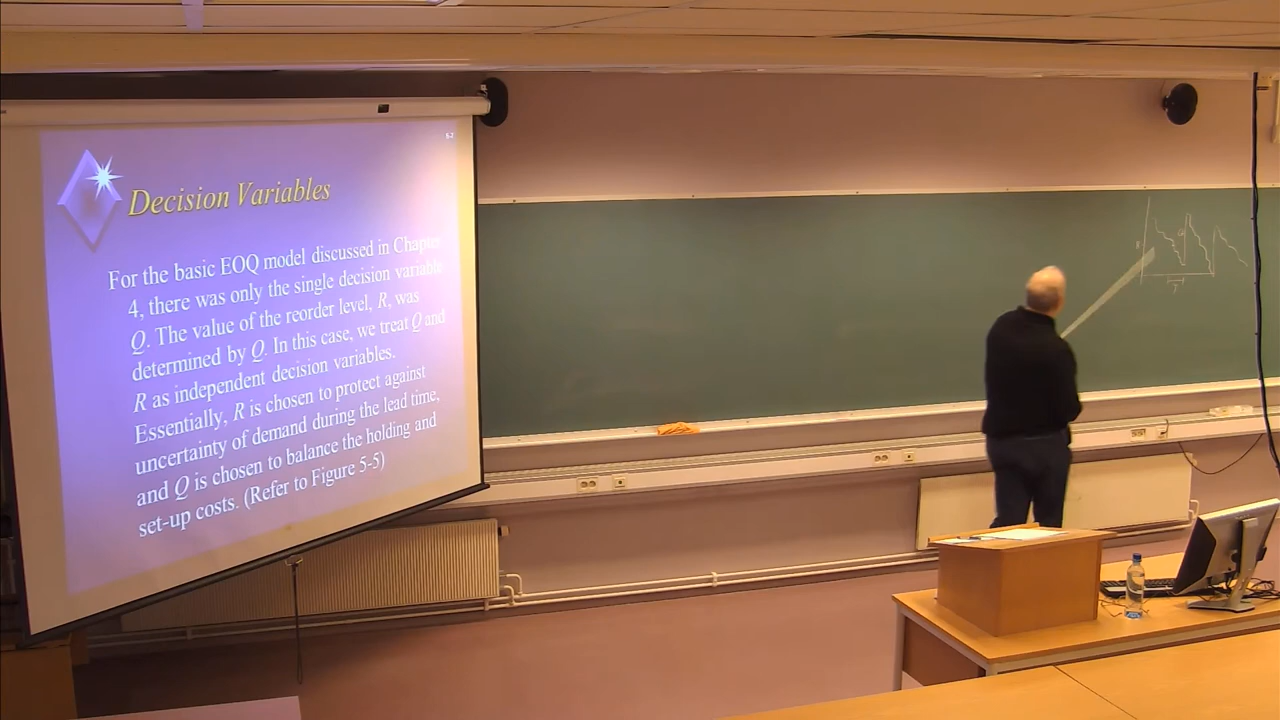 5-2
Decision Variables
For the basic EOQ model discussed in Chapter
4, there was only the single decision variable
Q. The value of the reorder level, R, was
determined by Q. In this case, we treat Q and
R as independent decision variables.
Essentially, R is chosen to protect against
uncertainty of demand during the lead time,
and Q is chosen to balance the holding and
set-up costs. (Refer to Figure 5-5)